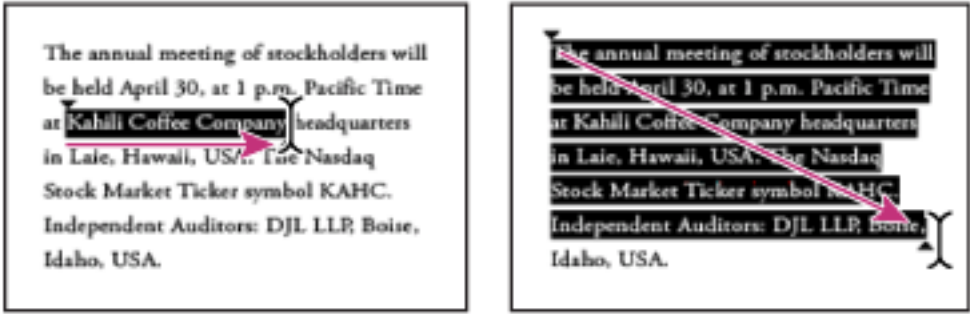 The annual meeting of stockholders will
be held April 30, at 1 p.m. Pacific Time
at Kahili Coffee Company headquarters
in Laie, Hawaii, USA. The Nasdaq
Stock Market Ticker symbol KAHC.
Independent Auditors: DJL LLP, Boise,
Idaho, USA.
The annual meeting of stockholders will
be held April 30, at 1 p.m. Pacific Time
at Kahili Coffee Company headquarters
in Laie, Hawaii, USA. The Nasdaq
Stock Market Ticker symbol KAHC.
Independent Auditors: DJL LLP, Boise,
Idaho, USA.